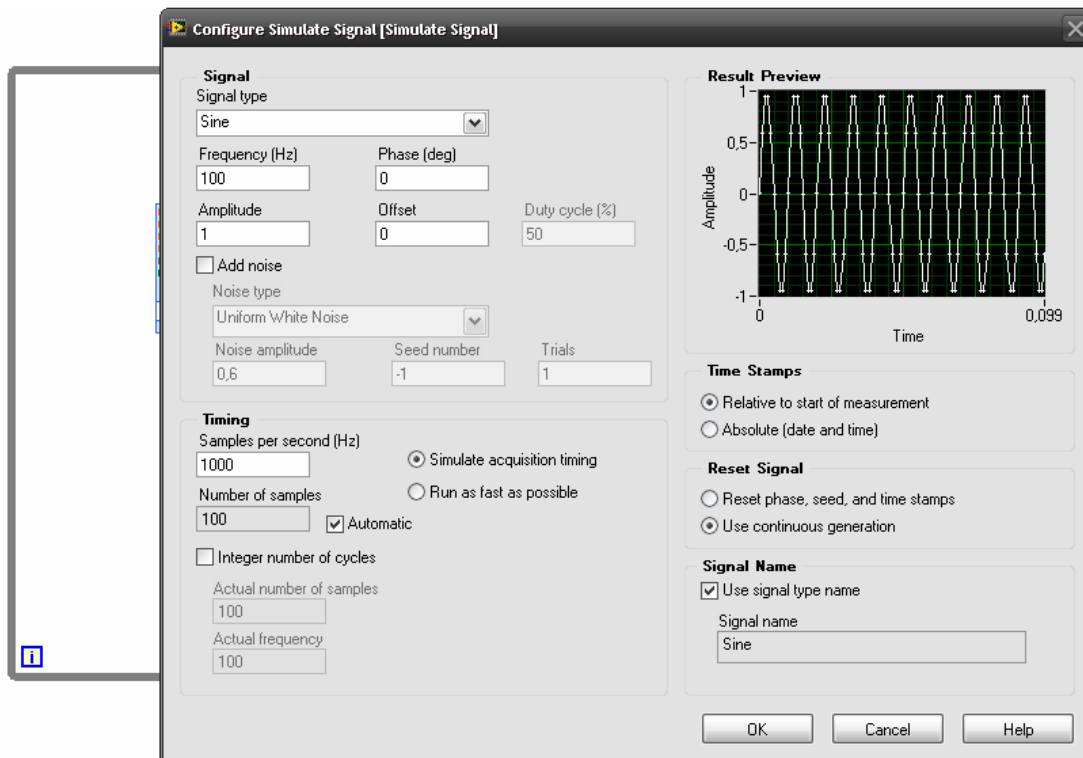 Configure Simulate Signal [Simulate Signal]
Signal
Signal type
Sine
Frequency (Hz) Phase (deg)
100 0
Amplitude Offset Duty cycle (%)
1 0 50
Add noise
Noise type
Uniform White Noise
Noise amplitude Seed number Trials
0,6 -1 1
Timing
Samples per second (Hz)
1000
Simulate acquisition timing
Run as fast as possible
Number of samples
100
Automatic
Integer number of cycles
Actual number of samples
100
Actual frequency
100
Result Preview
Amplitude
1
0,5
0
-0,5
-1
0 0,099
Time
Time Stamps
Relative to start of measurement
Absolute (date and time)
Reset Signal
Reset phase, seed, and time stamps
Use continuous generation
Signal Name
Use signal type name
Signal name
Sine
OK Cancel Help
i